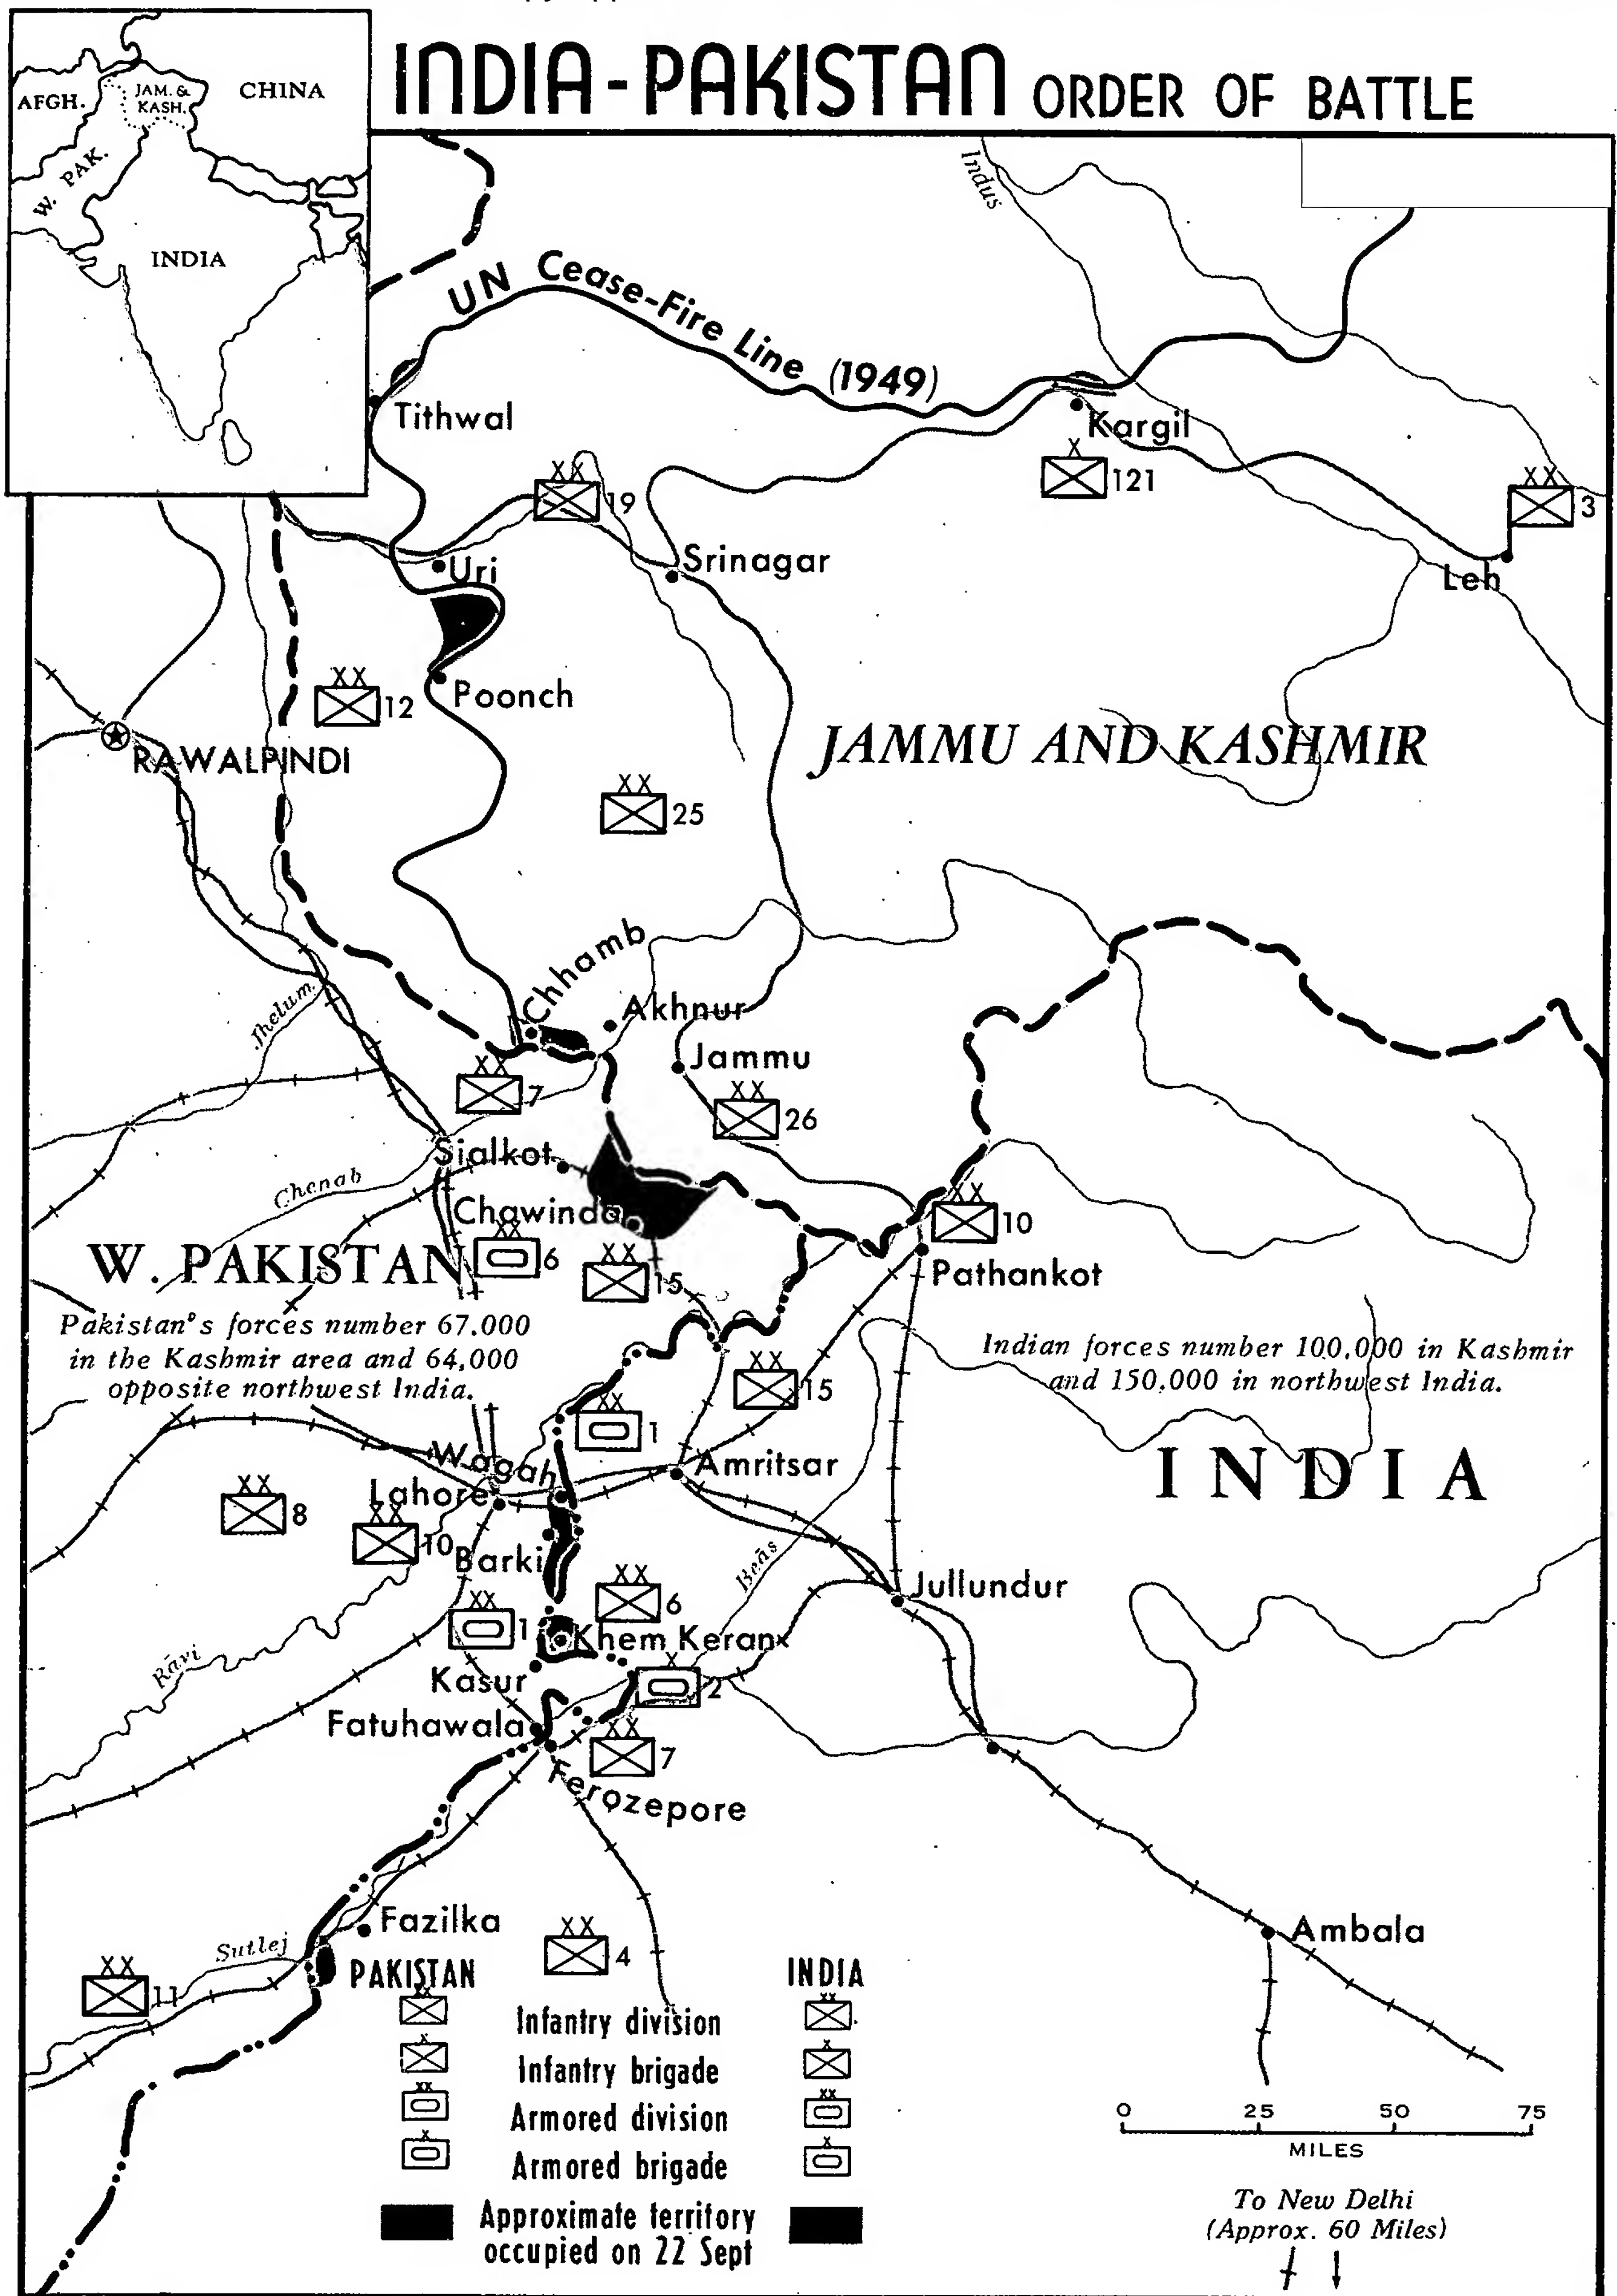 INDIA - PAKISTAN ORDER OF BATTLE
AFGH.
JAM. &
KASH.
CHINA
W. PAK.
INDIA
Indus
UN Cease-Fire Line (1949)
Tithwal
Kargil
121
19
3
Srinagar
Uri
Leh
12
Poonch
JAMMU AND KASHMIR
RAWALPINDI
25
Chhamb
Akhnur
Jhelum
Jammu
7
26
Sialkot
Chenab
Chawinda
10
W. PAKISTAN
6
15
Pathankot
Pakistan's forces number 67,000
in the Kashmir area and 64,000
opposite northwest India.
Indian forces number 100,000 in Kashmir
and 150,000 in northwest India.
15
1
Wagah
Amritsar
INDIA
Lahore
8
10
Barki
Beās
Jullundur
6
1
Khem Keran
Rāvi
Kasur
2
Fatuhawala
7
Ferozepore
Fazilka
Ambala
Sutlej
4
11
PAKISTAN
INDIA
Infantry division
Infantry brigade
Armored division
Armored brigade
Approximate territory
occupied on 22 Sept
0 25 50 75
MILES
To New Delhi
(Approx. 60 Miles)